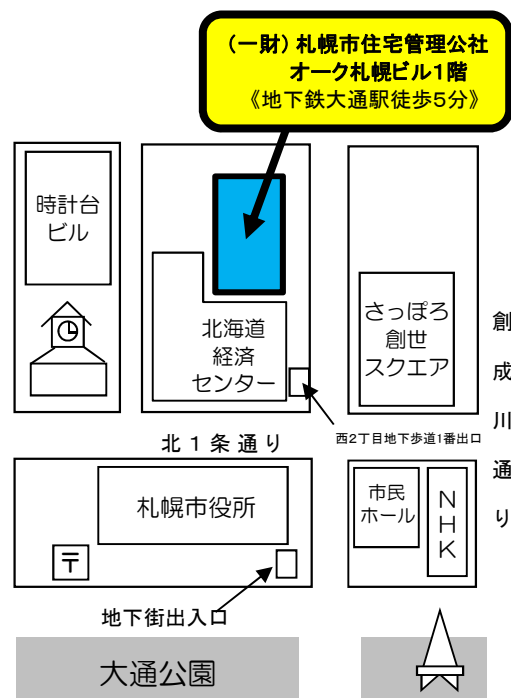 (一財)札幌市住宅管理公社
オーク札幌ビル1階
《地下鉄大通駅徒歩5分》
時計台
ビル
北海道
経済
センター
さっぽろ
創世
スクエア
創成川通り
西2丁目地下歩道1番出口
北1条通り
札幌市役所
〒
市民
ホール
NHK
地下街出入口
大通公園